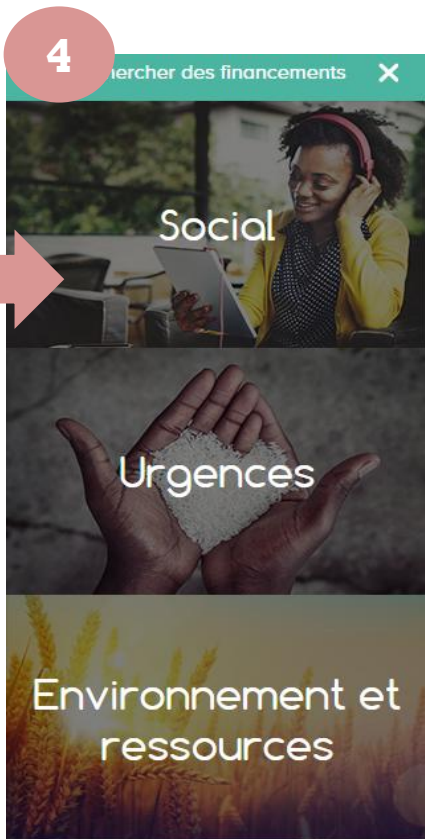 4
hercher des financements ×
Social
Urgences
Environnement et
ressources